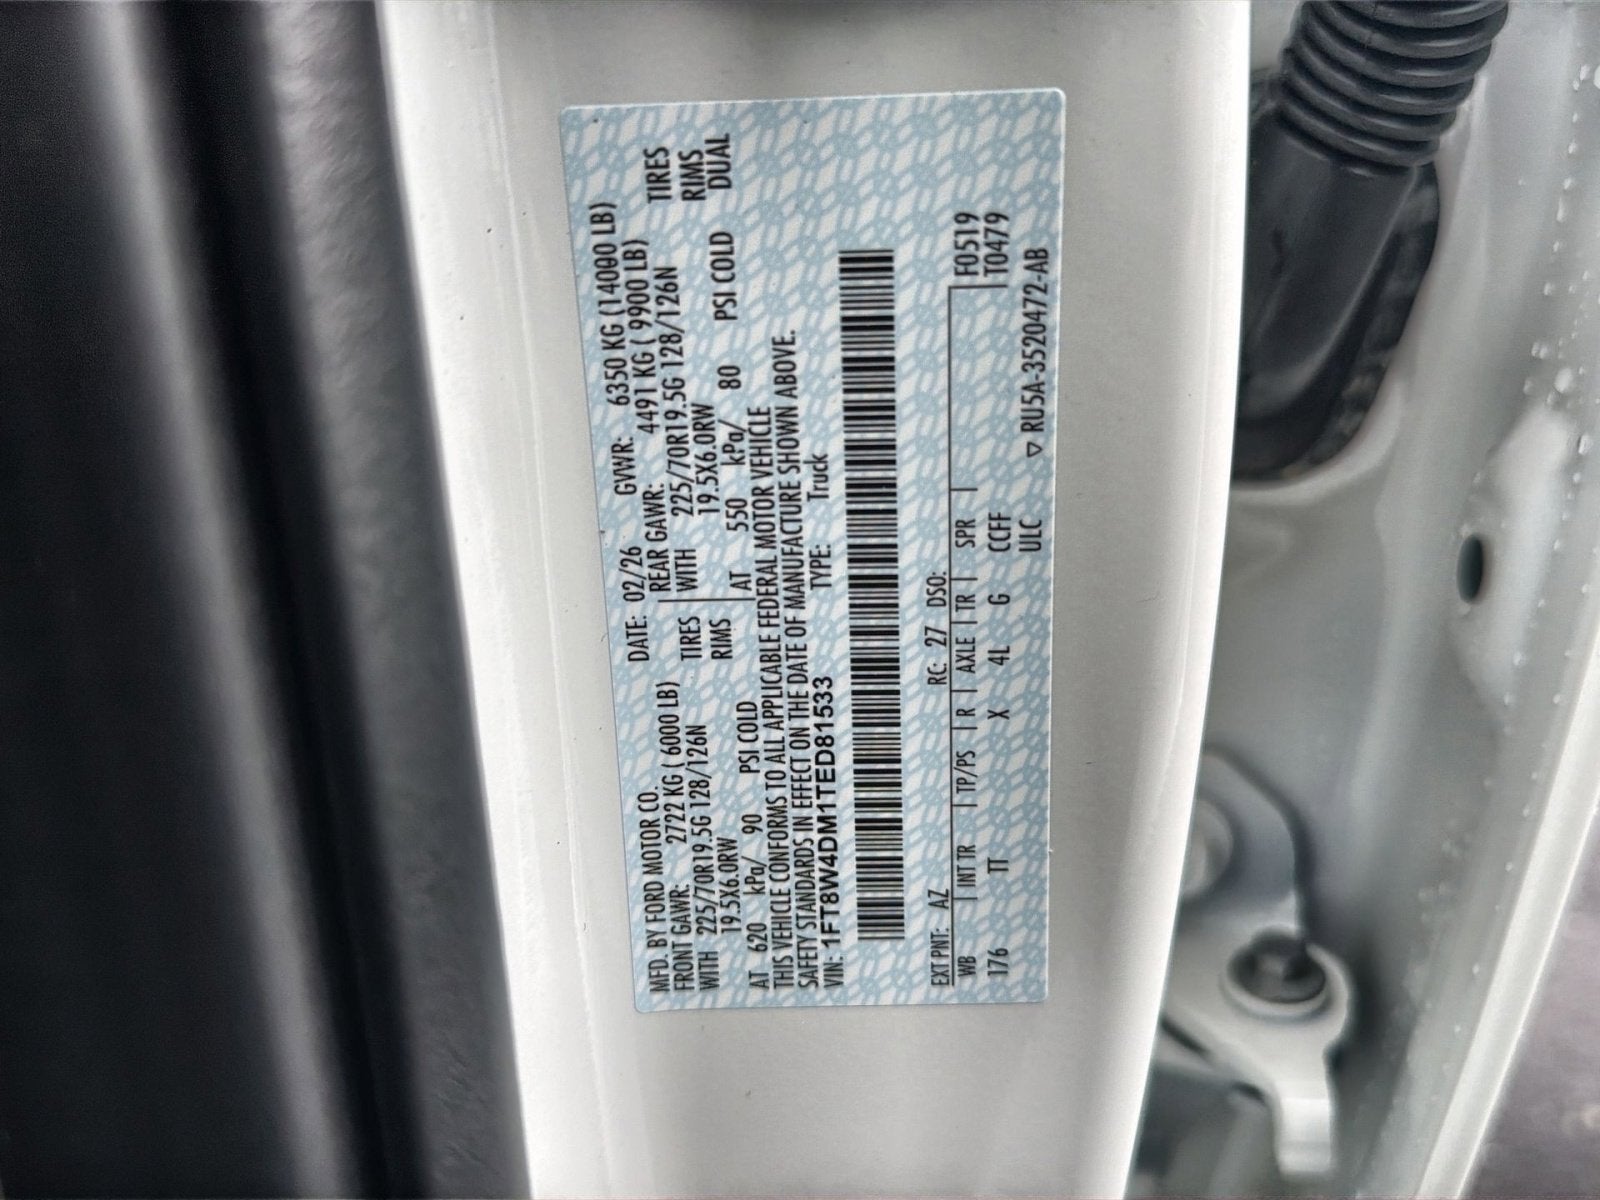 MFD. BY FORD MOTOR CO.
DATE: 02/26 GVWR: 6350 KG (14000 LB)
FRONT GAWR: 2722 KG ( 6000 LB)
REAR GAWR: 4491 KG ( 9900 LB)
WITH 225/70R19.5G 128/126N TIRES
WITH 225/70R19.5G 128/126N TIRES
19.5X6.0RW RIMS
19.5X6.0RW RIMS
AT 620 kPa/ 90 PSI COLD
AT 550 kPa/ 80 PSI COLD DUAL
THIS VEHICLE CONFORMS TO ALL APPLICABLE FEDERAL MOTOR VEHICLE
SAFETY STANDARDS IN EFFECT ON THE DATE OF MANUFACTURE SHOWN ABOVE.
VIN: 1FT8W4DM1TED81533 TYPE: Truck
EXT PNT: AZ RC: 27 DSO:
WB INT TR TP/PS R AXLE TR SPR F0519
176 TT X 4L G CCFF T0479
ULC ▽ RU5A-3520472-AB